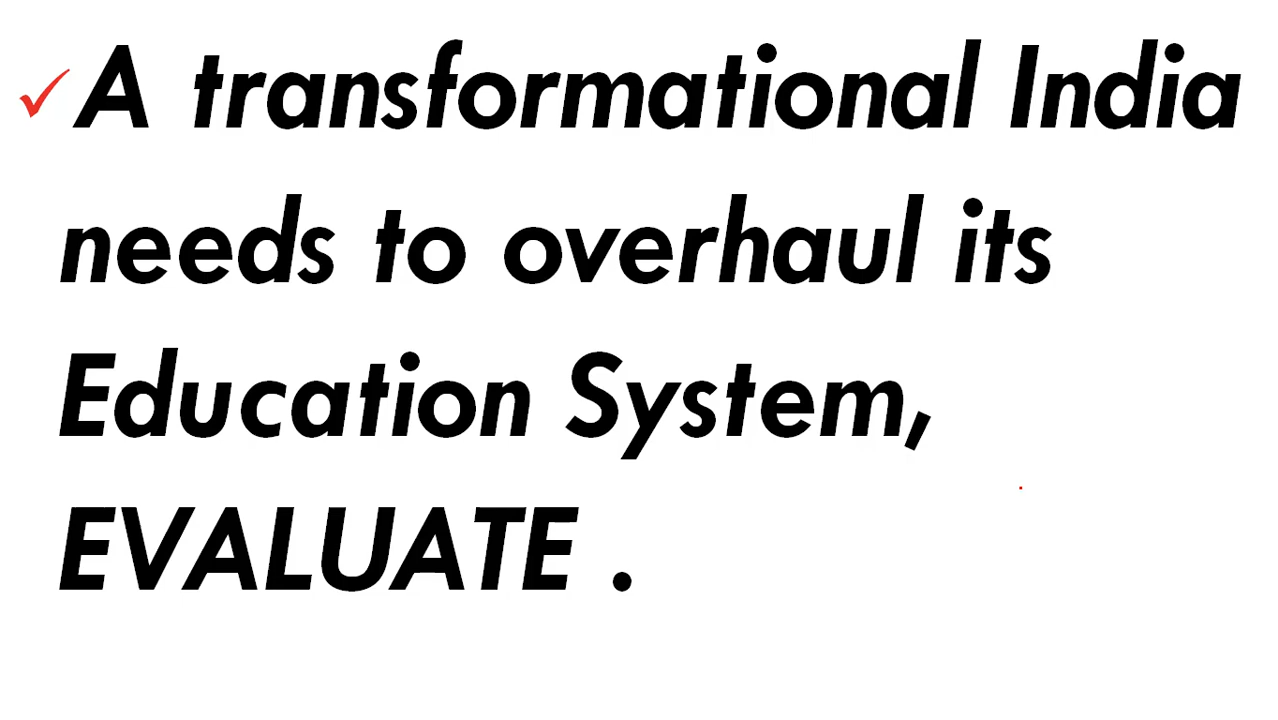 ✓A transformational India
needs to overhaul its
Education System,
EVALUATE .